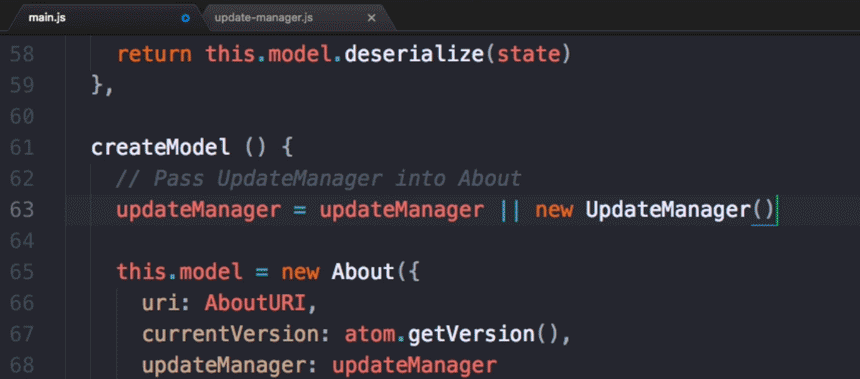 main.js update-manager.js
58 return this.model.deserialize(state)
59 },
60
61 createModel () {
62 // Pass UpdateManager into About
63 updateManager = updateManager || new UpdateManager()
64
65 this.model = new About({
66 uri: AboutURI,
67 currentVersion: atom.getVersion(),
68 updateManager: updateManager